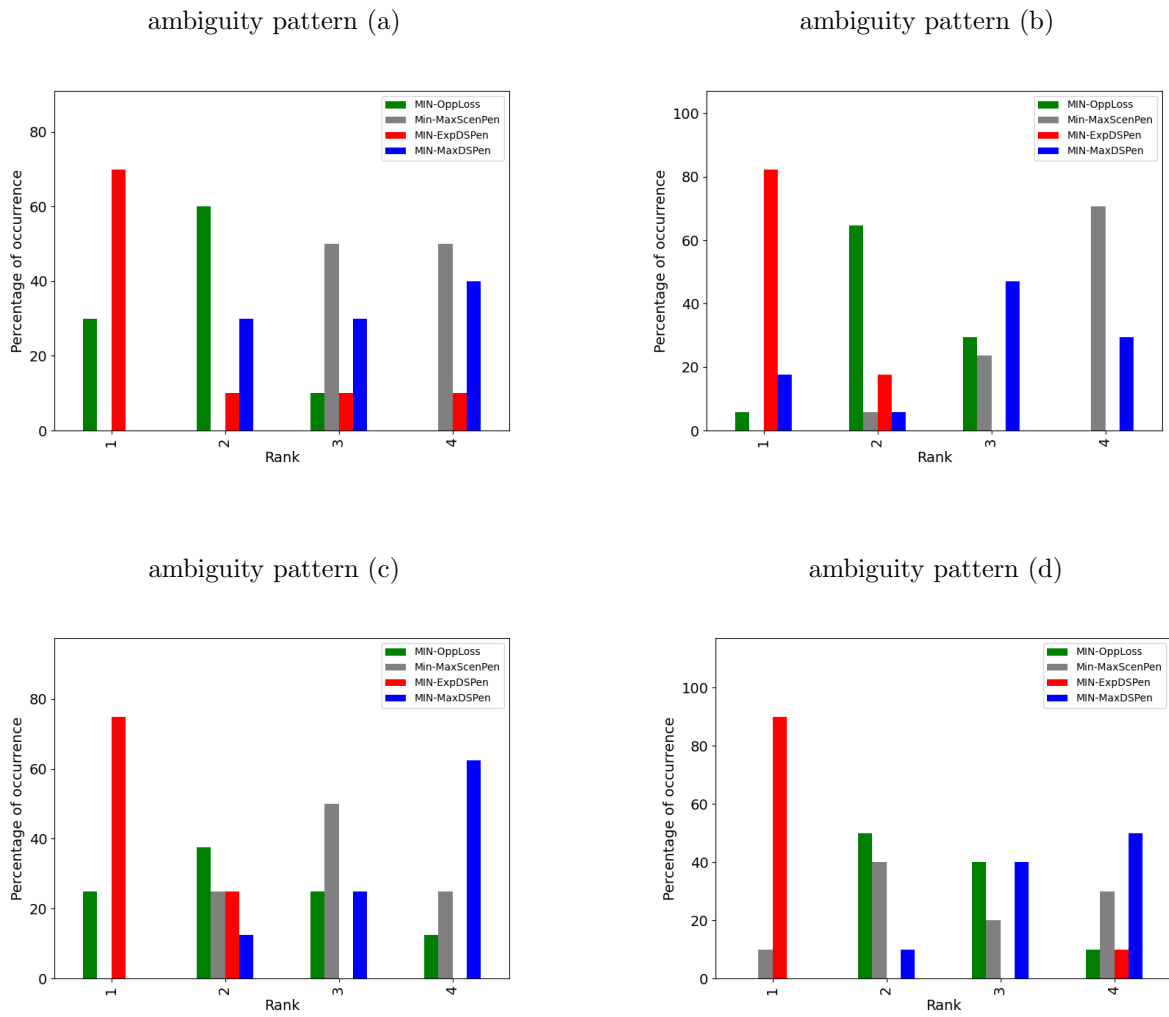 ambiguity pattern (a)
MIN-OppLoss
Min-MaxScenPen
MIN-ExpDSPen
MIN-MaxDSPen
Percentage of occurrence
80
60
40
20
0
1
2
3
4
Rank
ambiguity pattern (b)
MIN-OppLoss
Min-MaxScenPen
MIN-ExpDSPen
MIN-MaxDSPen
Percentage of occurrence
100
80
60
40
20
0
1
2
3
4
Rank
ambiguity pattern (c)
MIN-OppLoss
Min-MaxScenPen
MIN-ExpDSPen
MIN-MaxDSPen
Percentage of occurrence
80
60
40
20
0
1
2
3
4
Rank
ambiguity pattern (d)
MIN-OppLoss
Min-MaxScenPen
MIN-ExpDSPen
MIN-MaxDSPen
Percentage of occurrence
100
80
60
40
20
0
1
2
3
4
Rank